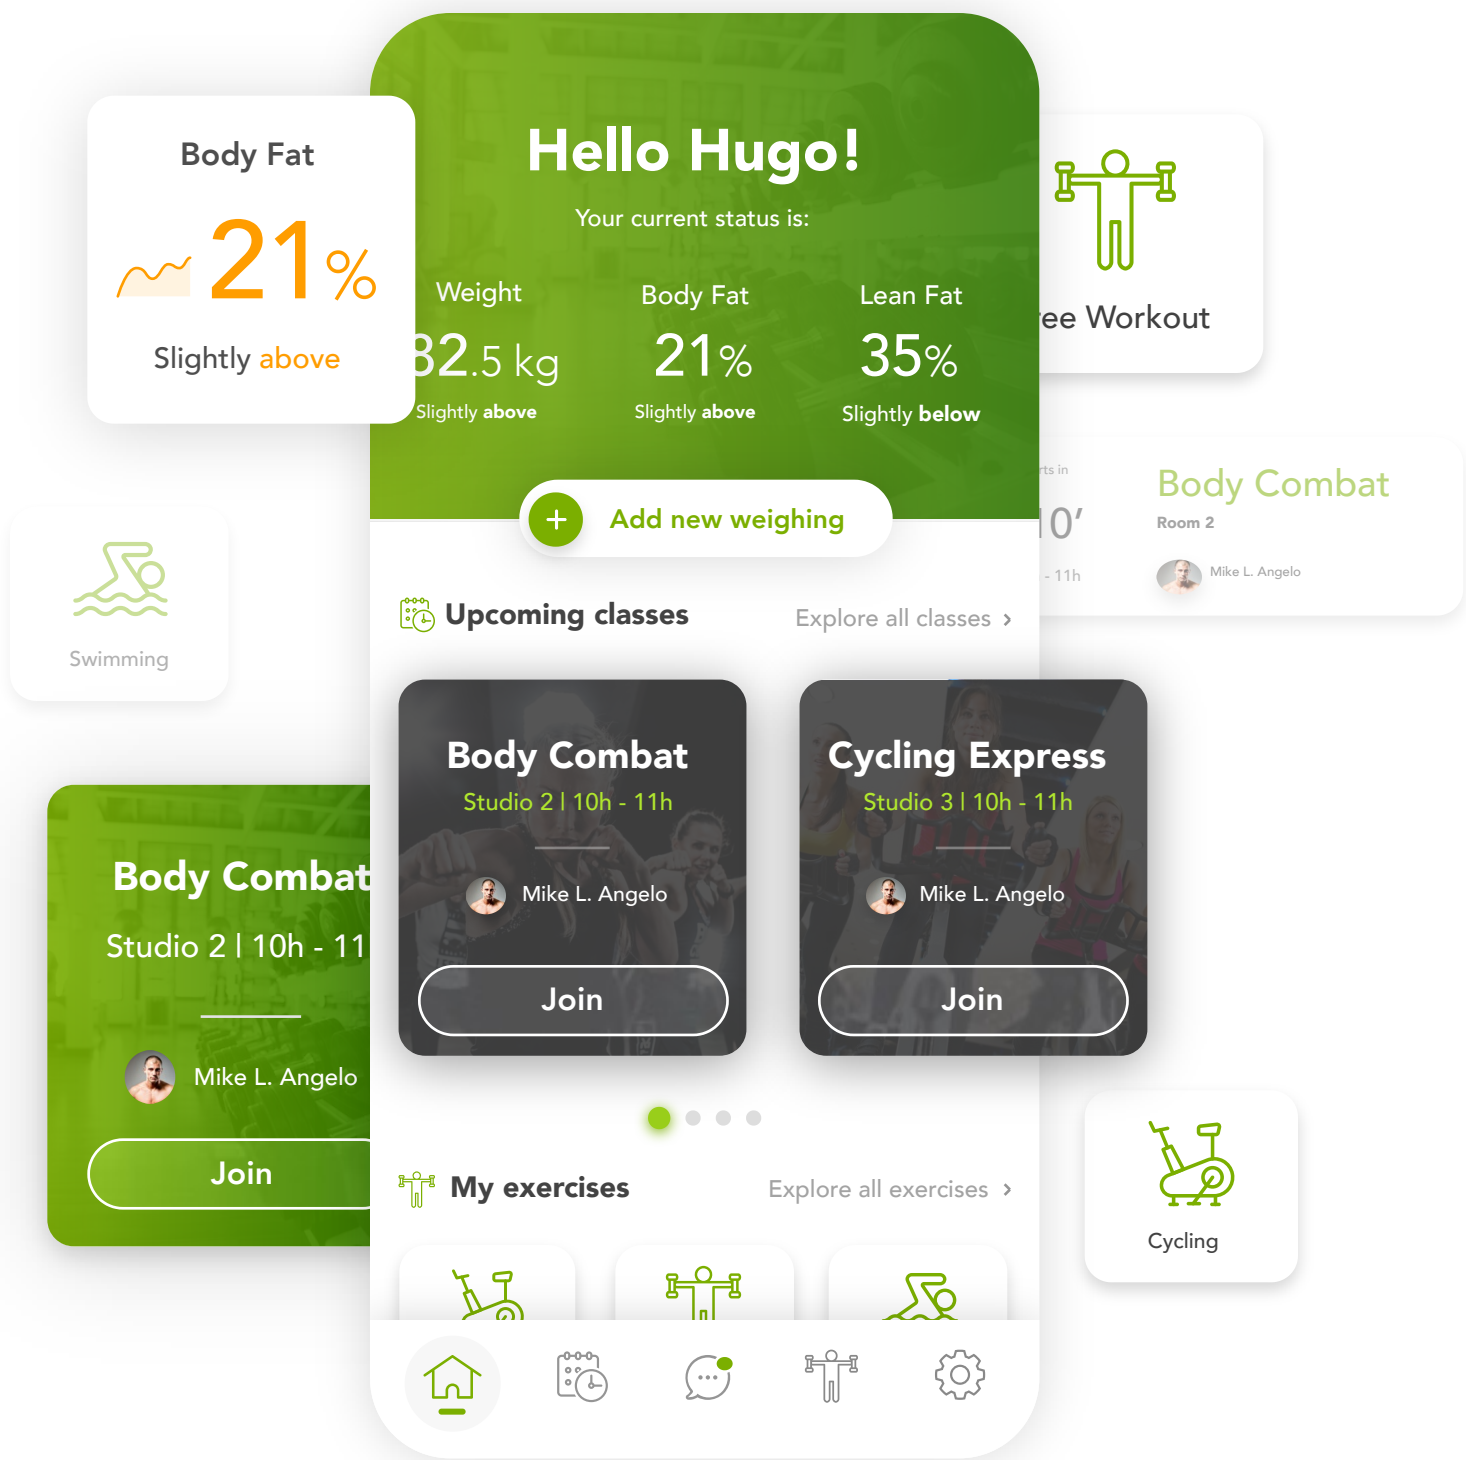 Body Fat
21%
Slightly above
Hello Hugo!
Your current status is:
Weight
82.5 kg
Slightly above
Body Fat
21%
Slightly above
Lean Fat
35%
Slightly below
Add new weighing
ee Workout
rts in
0’
- 11h
Body Combat
Room 2
Mike L. Angelo
Swimming
Upcoming classes
Explore all classes
Body Combat
Studio 2 | 10h - 11h
Mike L. Angelo
Join
Cycling Express
Studio 3 | 10h - 11h
Mike L. Angelo
Join
Body Combat
Studio 2 | 10h - 11
Mike L. Angelo
Join
My exercises
Explore all exercises
Cycling